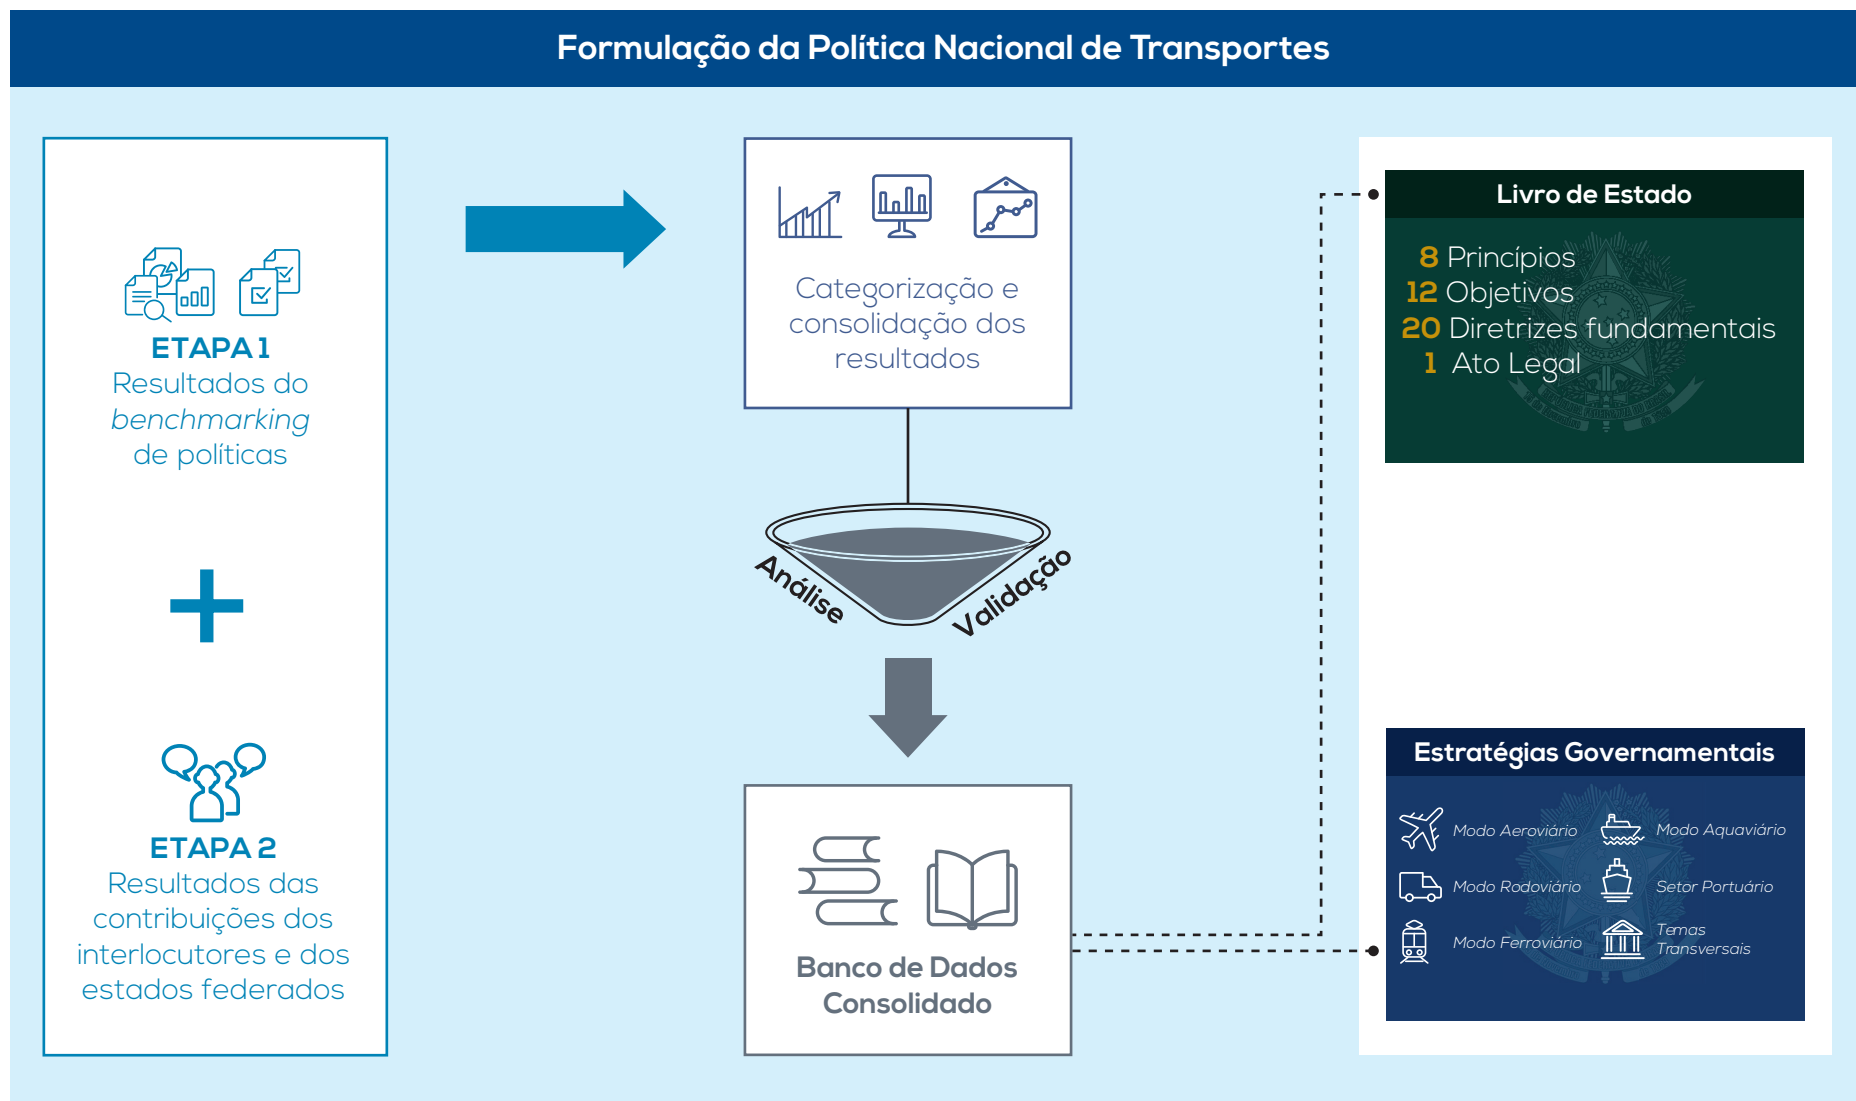 Formulação da Política Nacional de Transportes
ETAPA 1
Resultados do
benchmarking
de políticas
ETAPA 2
Resultados das
contribuições dos
interlocutores e dos
estados federados
Categorização e
consolidação dos
resultados
Análise
Validação
Banco de Dados
Consolidado
Livro de Estado
8 Princípios
12 Objetivos
20 Diretrizes fundamentais
1 Ato Legal
Estratégias Governamentais
Modo Aeroviário
Modo Aquaviário
Modo Rodoviário
Setor Portuário
Modo Ferroviário
Temas
Transversais